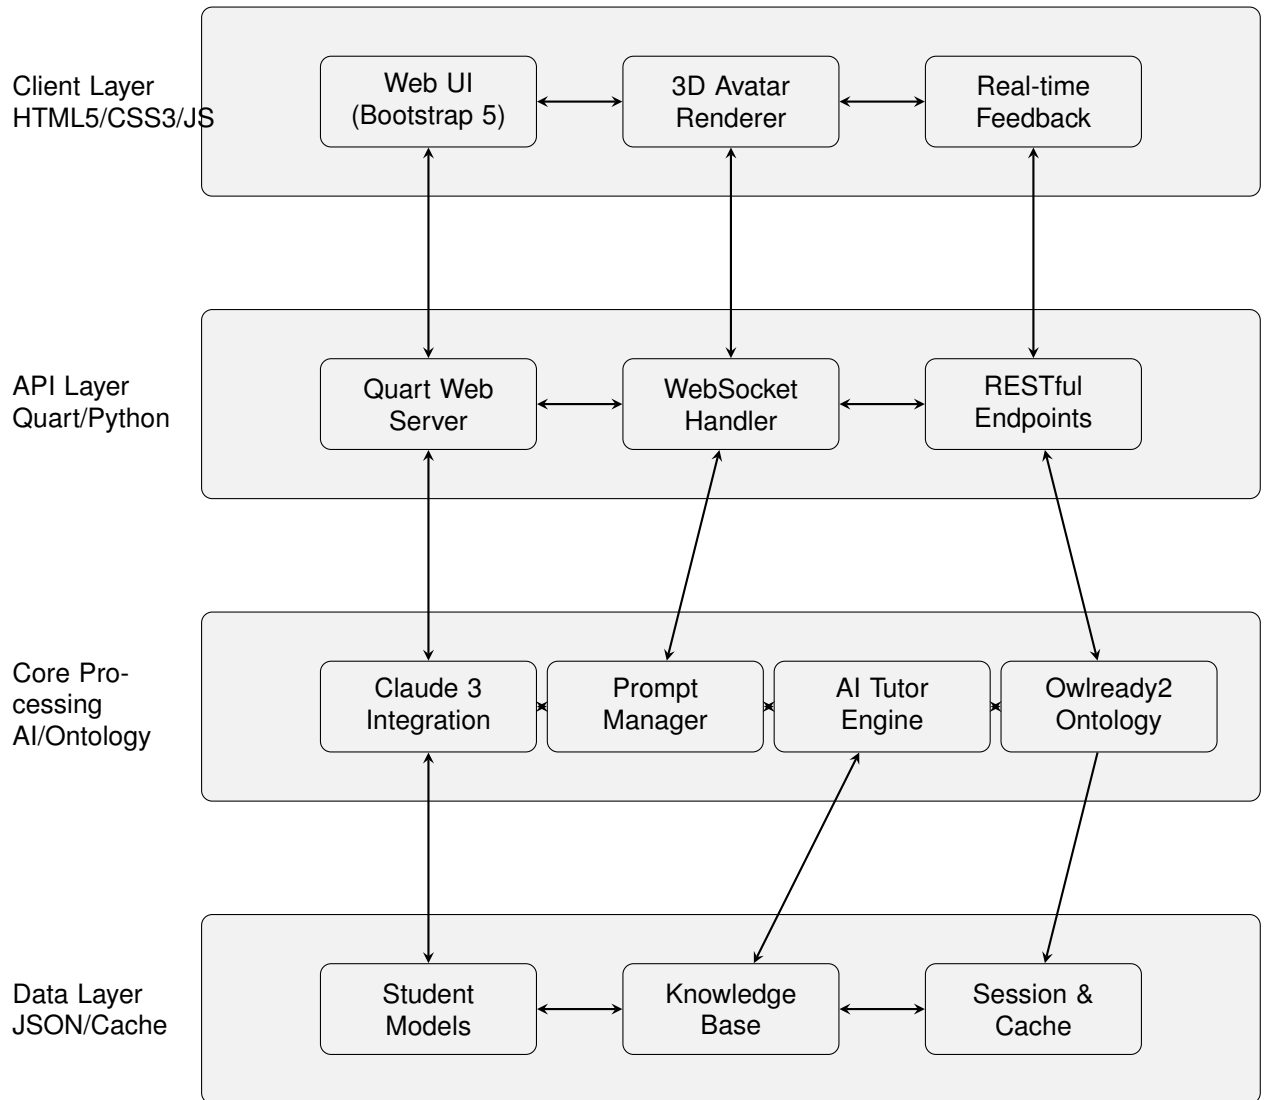 Client Layer
HTML5/CSS3/JS
Web UI
(Bootstrap 5)
3D Avatar
Renderer
Real-time
Feedback
API Layer
Quart/Python
Quart Web
Server
WebSocket
Handler
RESTful
Endpoints
Core Pro-
cessing
AI/Ontology
Claude 3
Integration
Prompt
Manager
AI Tutor
Engine
Owlready2
Ontology
Data Layer
JSON/Cache
Student
Models
Knowledge
Base
Session &
Cache